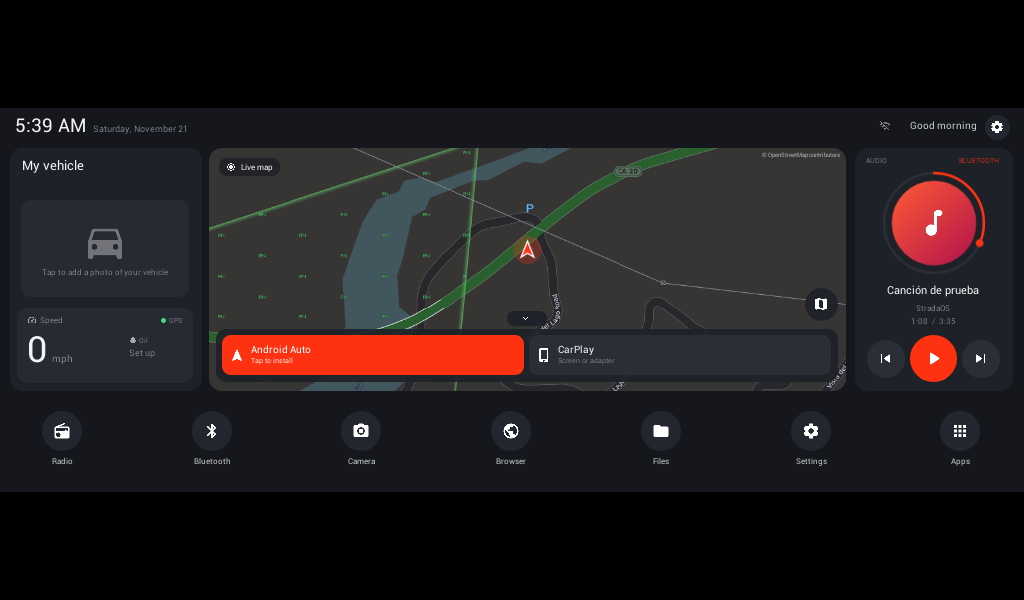 5:39 AM Saturday, November 21
Good morning
My vehicle
Tap to add a photo of your vehicle
Speed
GPS
0 mph
Oil
Set up
Live map
© OpenStreetMap contributors
CA 20
P
Android Auto
Tap to install
CarPlay
Screen or adapter
AUDIO
BLUETOOTH
Canción de prueba
StradaOS
1:08 / 3:35
Radio
Bluetooth
Camera
Browser
Files
Settings
Apps